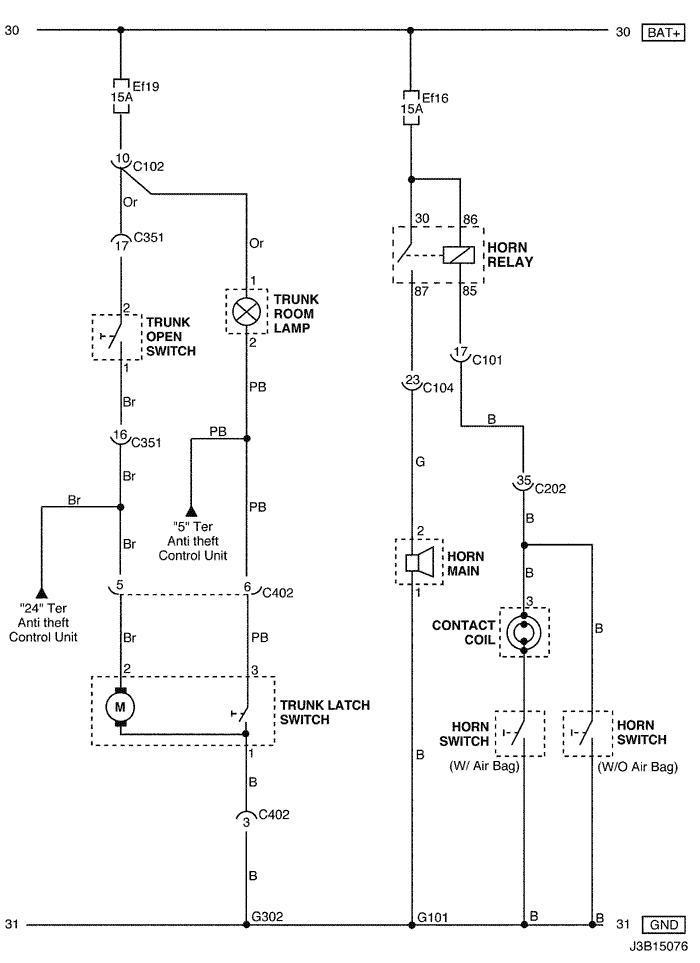 30
30 BAT+
Ef19
15A
Ef16
15A
10 C102
Or
C351
17
Or
30 86
HORN
RELAY
87 85
2
TRUNK
OPEN
SWITCH
1
1
TRUNK
ROOM
LAMP
2
17 C101
23 C104
Br
PB
B
16 C351
PB
G
Br
35 C202
Br
PB
B
"5" Ter
Anti theft
Control Unit
2
HORN
MAIN
1
Br
5
6 C402
B
"24" Ter
Anti theft
Control Unit
3
CONTACT
COIL
B
Br
PB
2
3
M
TRUNK LATCH
SWITCH
1
HORN
SWITCH
(W/ Air Bag)
HORN
SWITCH
(W/O Air Bag)
B
B
C402
3
B
31
G302
G101
B
B
31 GND
J3B15076